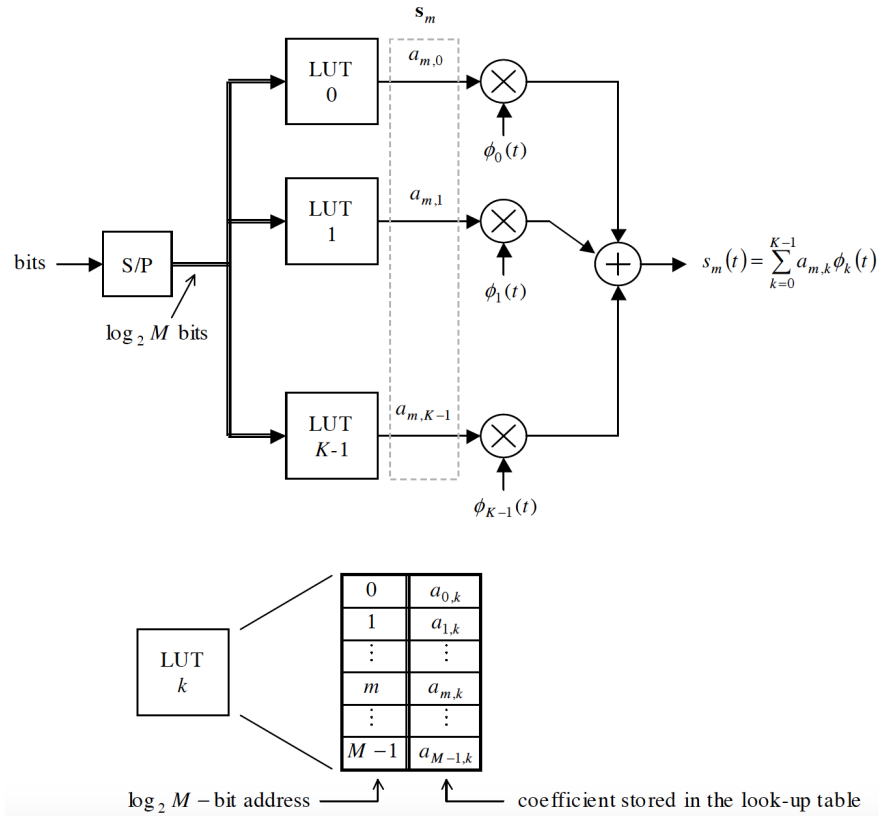 𝐬_m
LUT
0
a_{m,0}
ϕ_0(t)
LUT
1
a_{m,1}
ϕ_1(t)
bits
S/P
log_2 M bits
s_m(t) = \sum_{k=0}^{K-1} a_{m,k} ϕ_k(t)
LUT
K-1
a_{m,K-1}
ϕ_{K-1}(t)
LUT
k
0 a_{0,k}
1 a_{1,k}
⋮ ⋮
m a_{m,k}
⋮ ⋮
M-1 a_{M-1,k}
log_2 M-bit address
coefficient stored in the look-up table